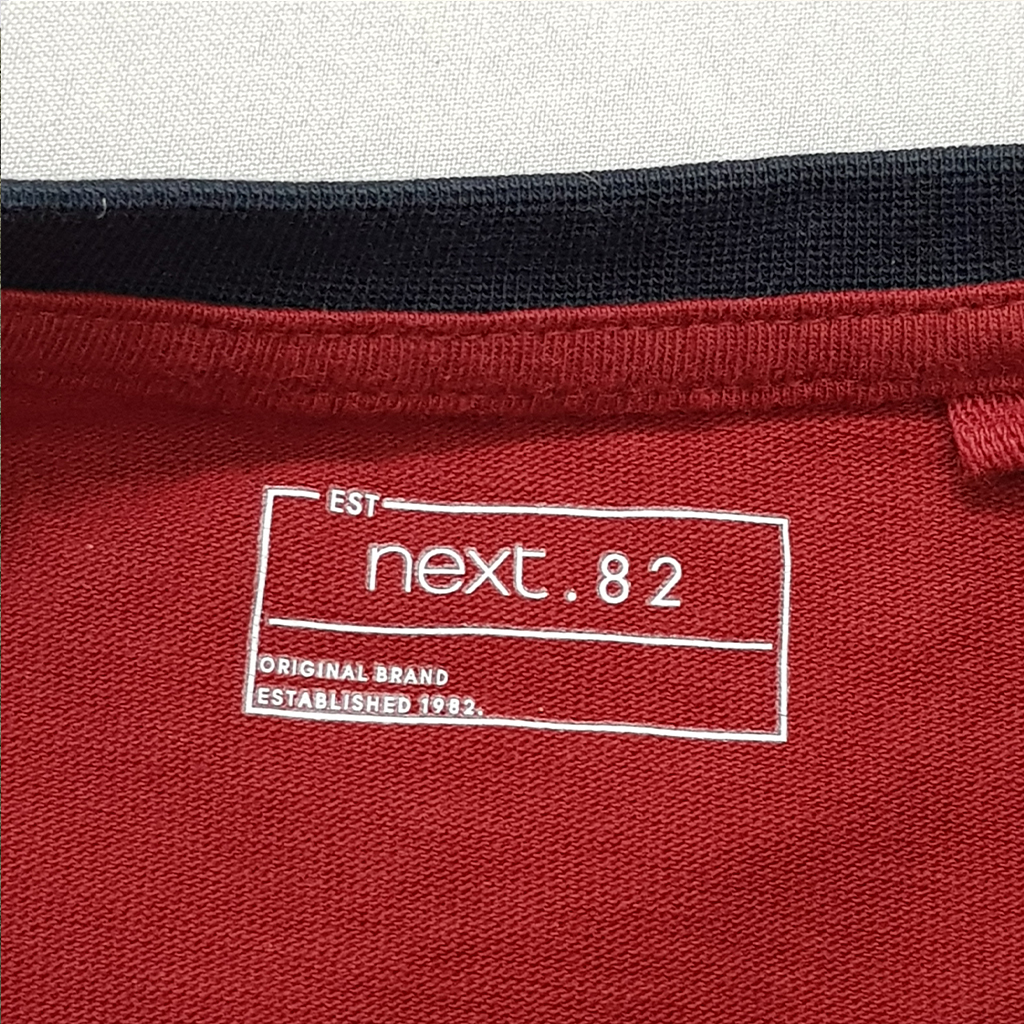 EST
next.82
ORIGINAL BRAND
ESTABLISHED 1982.